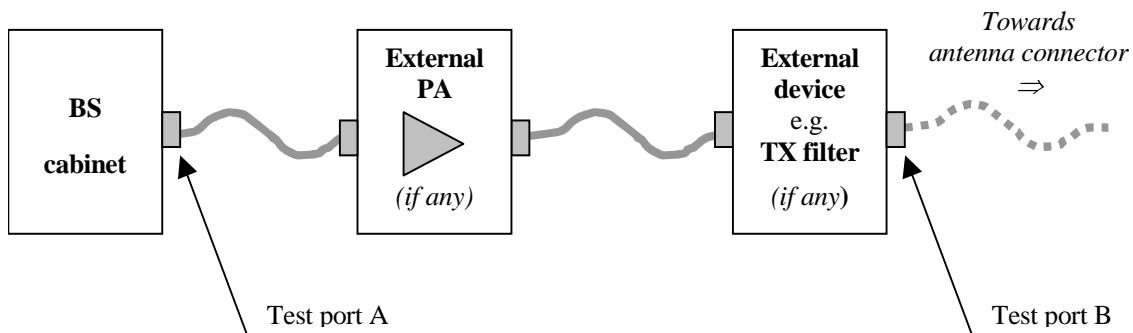 BS
cabinet
External
PA
(if any)
External
device
e.g.
TX filter
(if any)
Towards
antenna connector
⇒
Test port A
Test port B